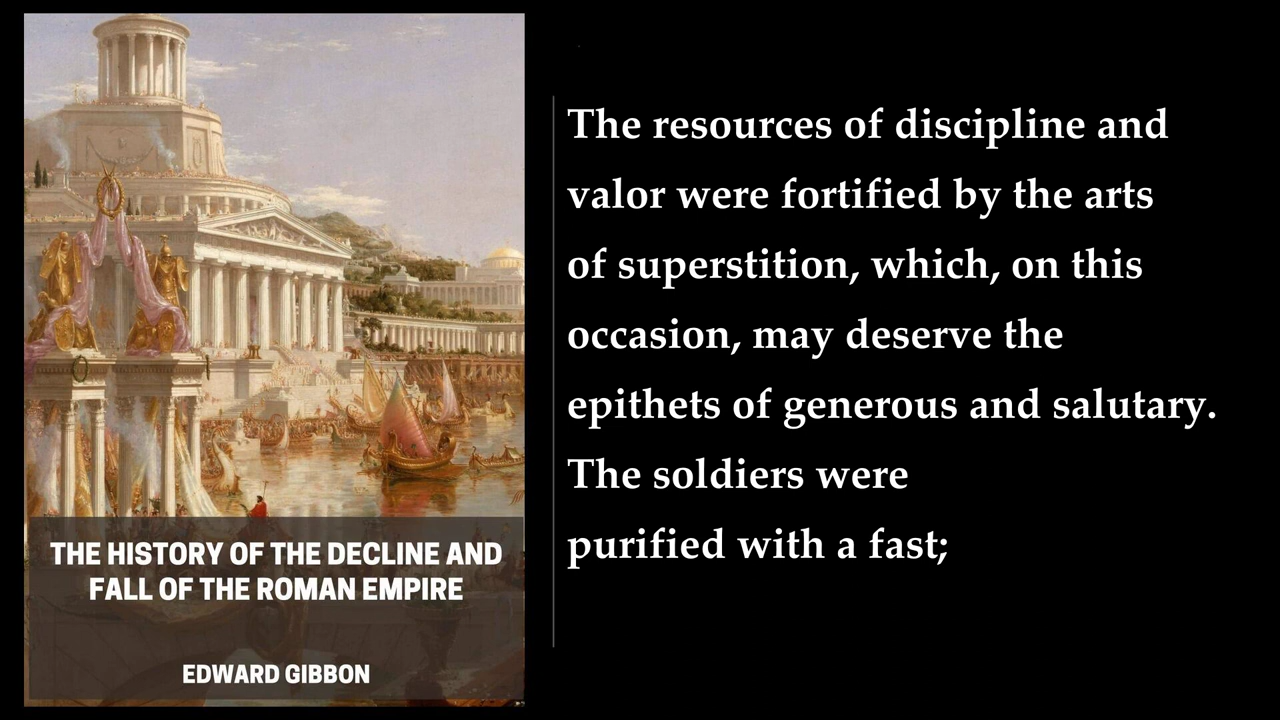 THE HISTORY OF THE DECLINE AND
FALL OF THE ROMAN EMPIRE
EDWARD GIBBON
The resources of discipline and
valor were fortified by the arts
of superstition, which, on this
occasion, may deserve the
epithets of generous and salutary.
The soldiers were
purified with a fast;